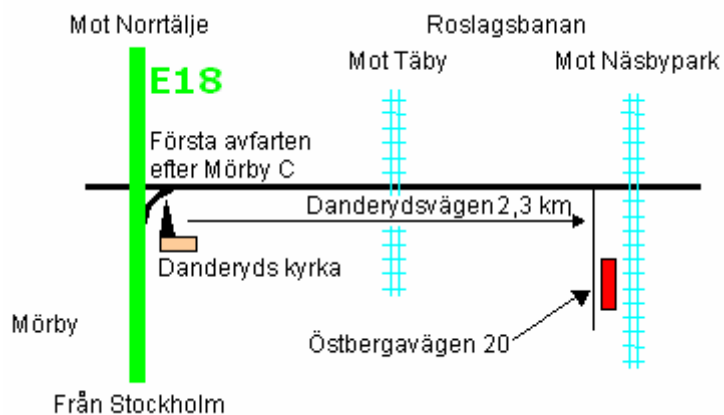 Mot Norrtälje
Roslagsbanan
Mot Täby
Mot Näsbypark
E18
Första avfarten
efter Mörby C
Danderydsvägen 2,3 km
Danderyds kyrka
Mörby
Östbergavägen 20
Från Stockholm